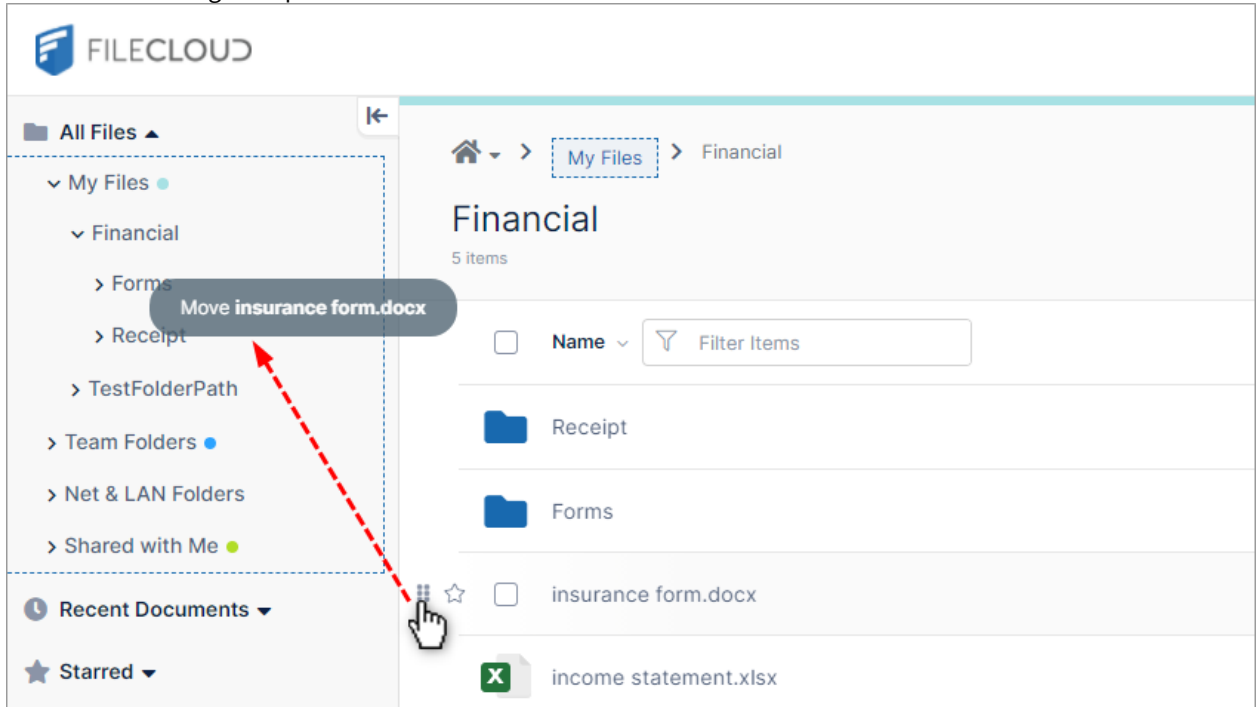 FILECLOUD
All Files
My Files
Financial
Forms
Receipt
TestFolderPath
Team Folders
Net & LAN Folders
Shared with Me
Recent Documents
Starred
Move insurance form.docx
My Files > Financial
Financial
5 items
Name Filter Items
Receipt
Forms
insurance form.docx
X income statement.xlsx